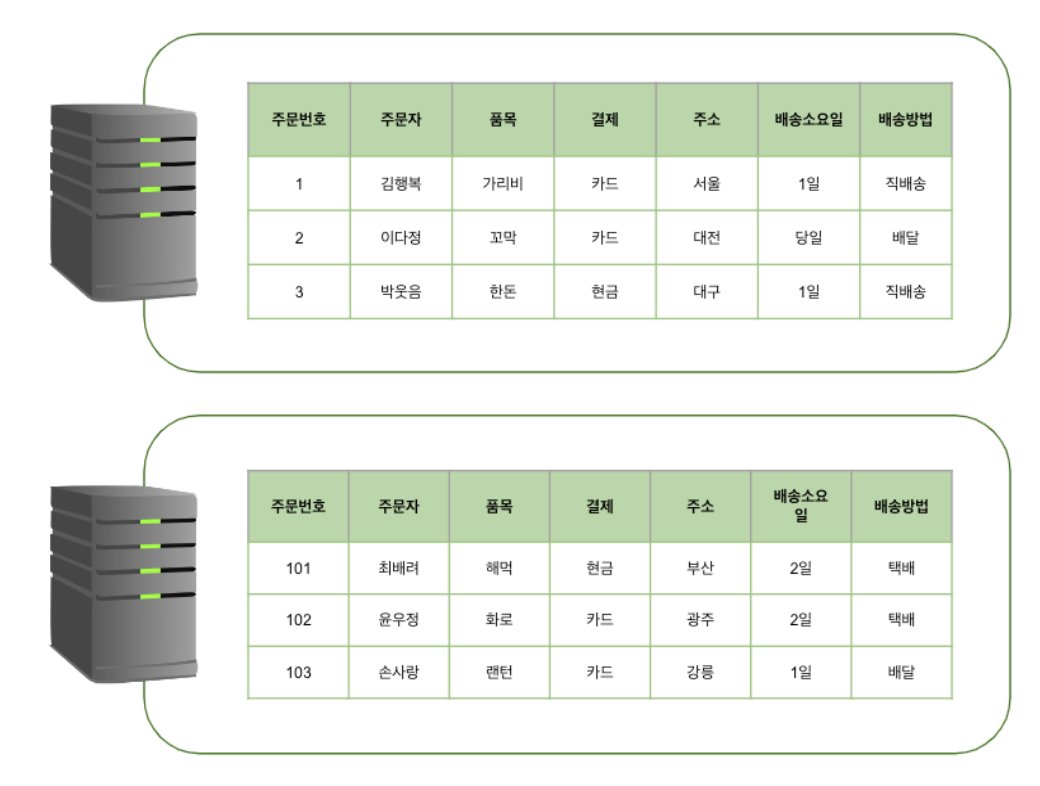 주문번호 주문자 품목 결제 주소 배송소요일 배송방법
1 김행복 가리비 카드 서울 1일 직배송
2 이다정 꼬막 카드 대전 당일 배달
3 박웃음 한돈 현금 대구 1일 직배송
주문번호 주문자 품목 결제 주소 배송소요
일 배송방법
101 최배려 해먹 현금 부산 2일 택배
102 윤우정 화로 카드 광주 2일 택배
103 손사랑 랜턴 카드 강릉 1일 배달